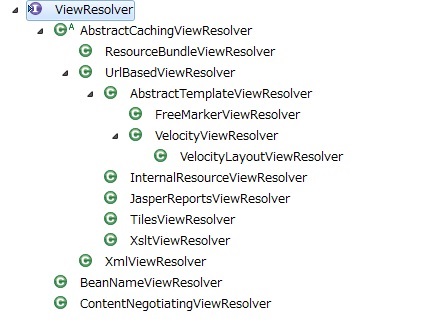 ViewResolver
AbstractCachingViewResolver
ResourceBundleViewResolver
UrlBasedViewResolver
AbstractTemplateViewResolver
FreeMarkerViewResolver
VelocityViewResolver
VelocityLayoutViewResolver
InternalResourceViewResolver
JasperReportsViewResolver
TilesViewResolver
XsltViewResolver
XmlViewResolver
BeanNameViewResolver
ContentNegotiatingViewResolver